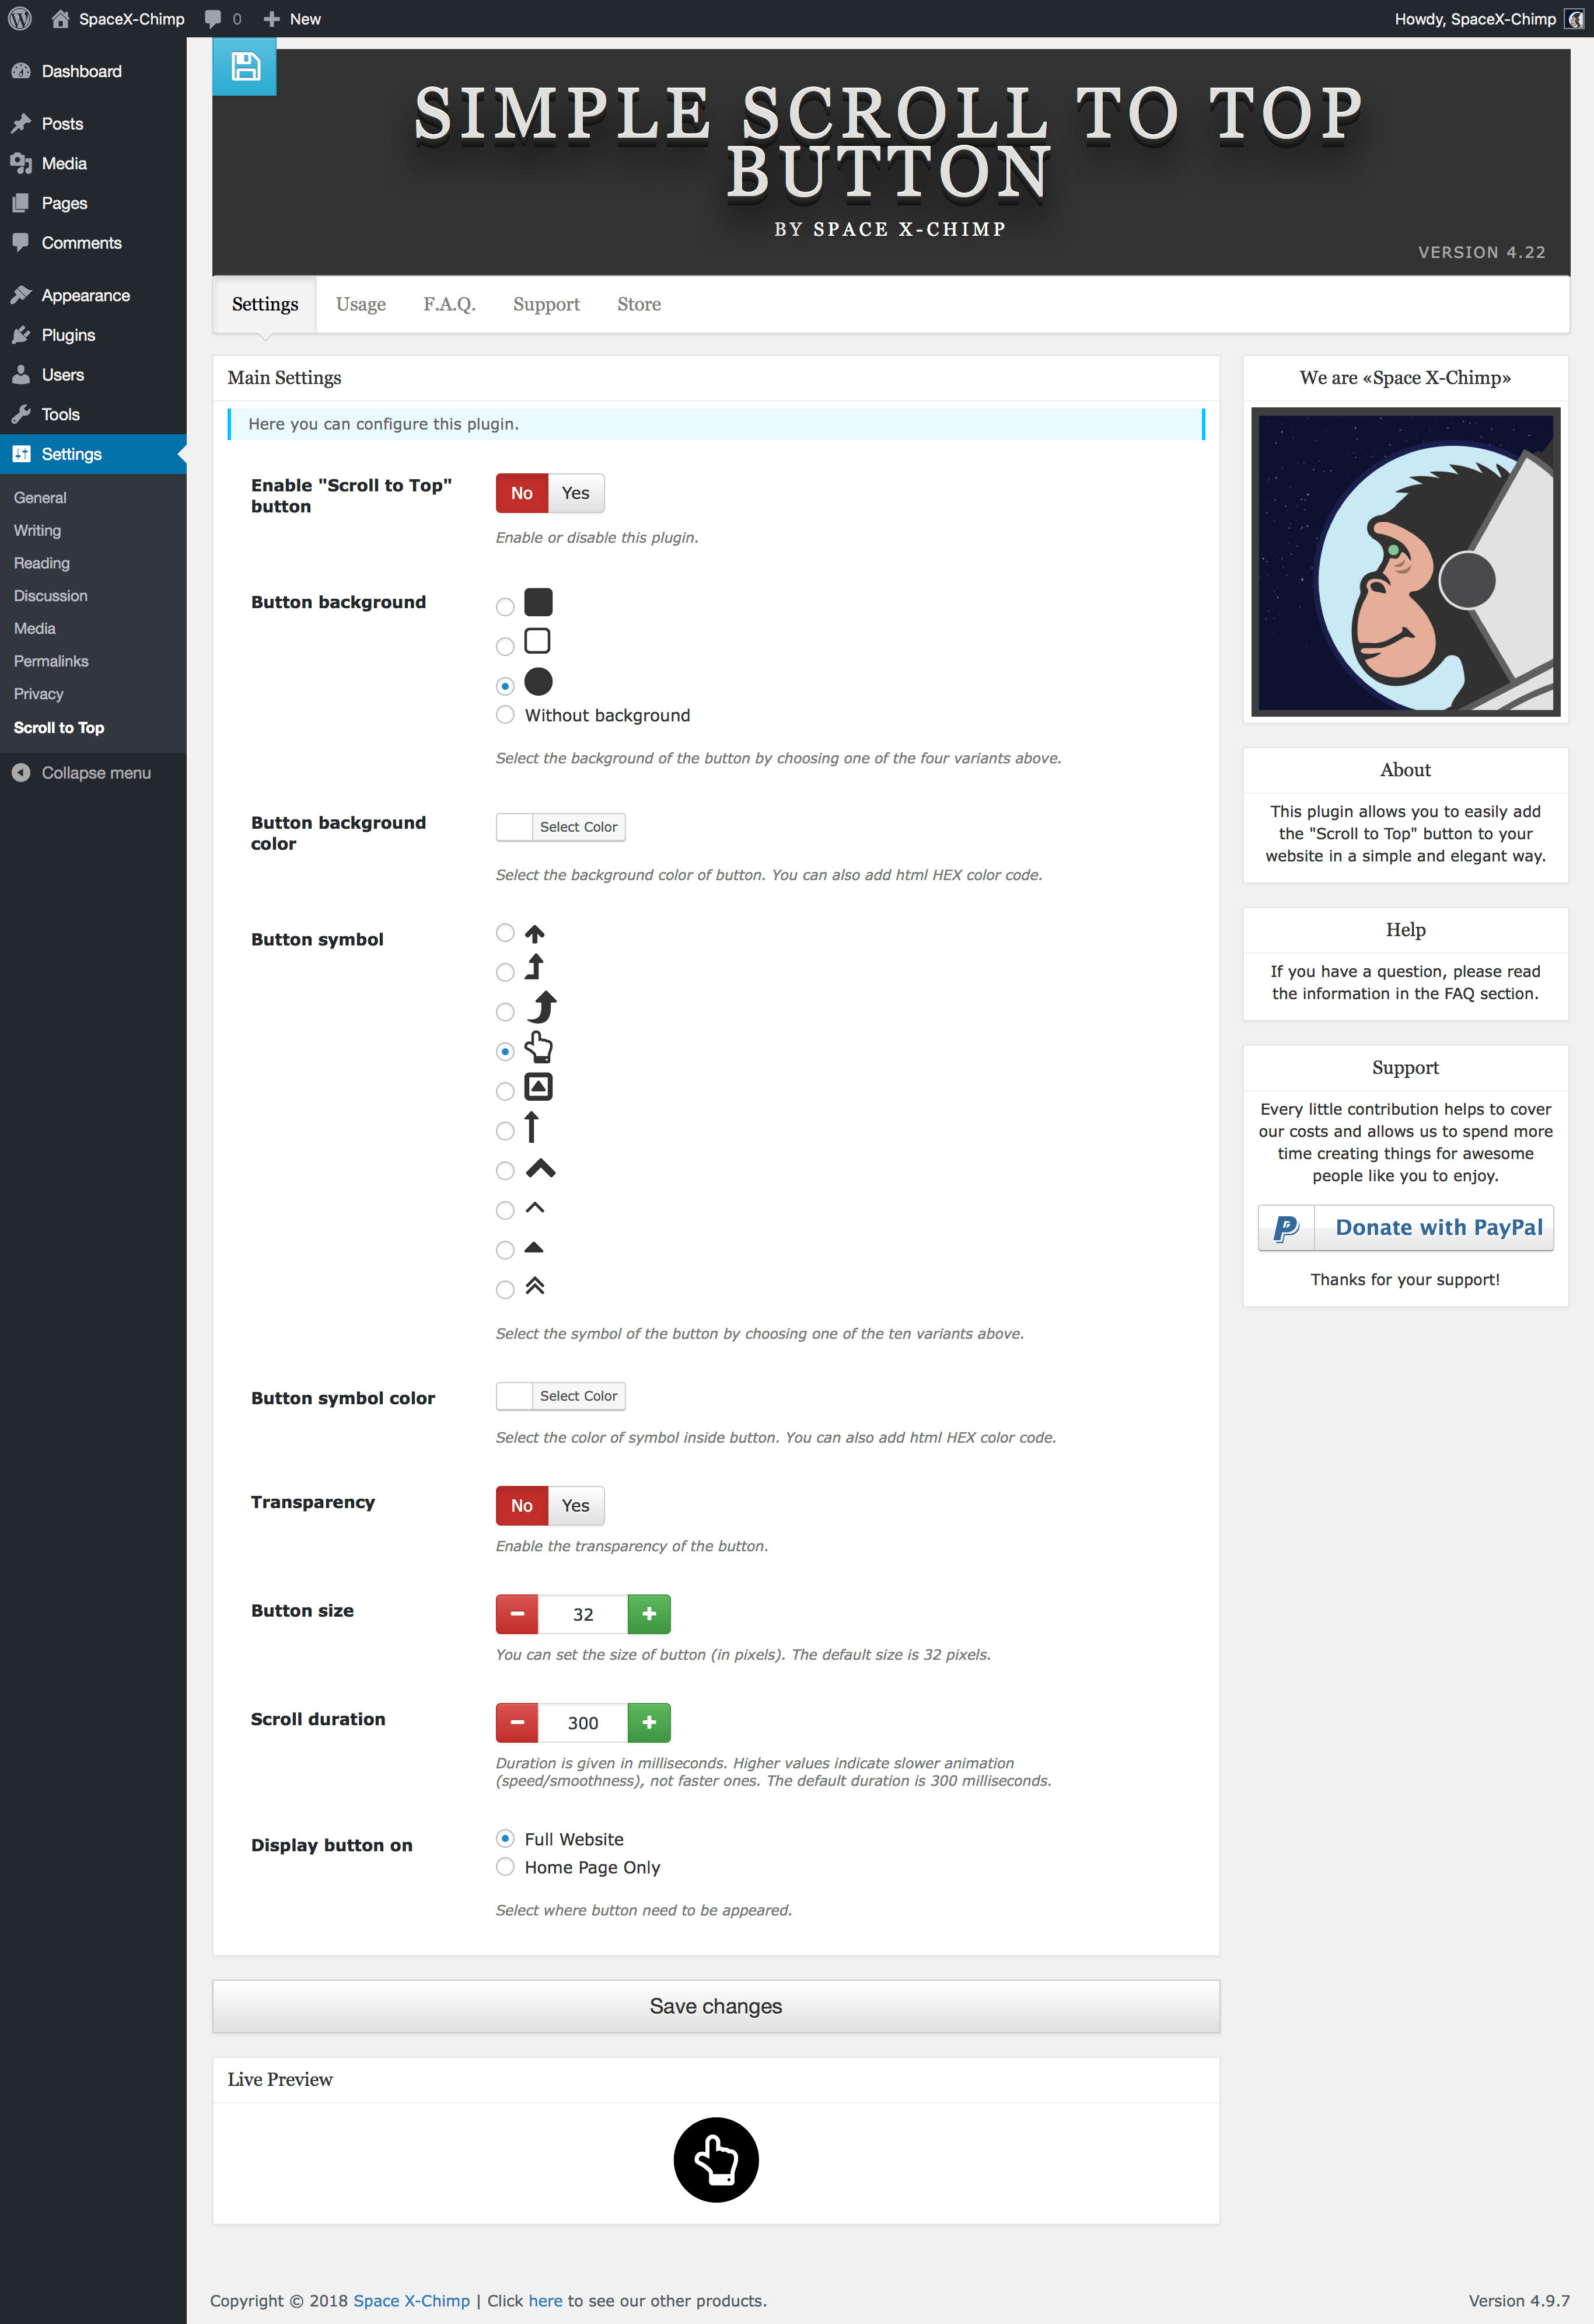 SpaceX-Chimp
0
New
Howdy, SpaceX-Chimp
Dashboard
Posts
Media
Pages
Comments
Appearance
Plugins
Users
Tools
Settings
General
Writing
Reading
Discussion
Media
Permalinks
Privacy
Scroll to Top
Collapse menu
SIMPLE SCROLL TO TOP
BUTTON
BY SPACE X-CHIMP
VERSION 4.22
Settings
Usage
F.A.Q.
Support
Store
Main Settings
Here you can configure this plugin.
Enable "Scroll to Top"
button
No
Yes
Enable or disable this plugin.
Button background
Without background
Select the background of the button by choosing one of the four variants above.
Button background
color
Select Color
Select the background color of button. You can also add html HEX color code.
Button symbol
Select the symbol of the button by choosing one of the ten variants above.
Button symbol color
Select Color
Select the color of symbol inside button. You can also add html HEX color code.
Transparency
No
Yes
Enable the transparency of the button.
Button size
32
You can set the size of button (in pixels). The default size is 32 pixels.
Scroll duration
300
Duration is given in milliseconds. Higher values indicate slower animation
(speed/smoothness), not faster ones. The default duration is 300 milliseconds.
Display button on
Full Website
Home Page Only
Select where button need to be appeared.
Save changes
Live Preview
We are «Space X-Chimp»
About
This plugin allows you to easily add
the "Scroll to Top" button to your
website in a simple and elegant way.
Help
If you have a question, please read
the information in the FAQ section.
Support
Every little contribution helps to cover
our costs and allows us to spend more
time creating things for awesome
people like you to enjoy.
Donate with PayPal
Thanks for your support!
Copyright © 2018 Space X-Chimp | Click here to see our other products.
Version 4.9.7